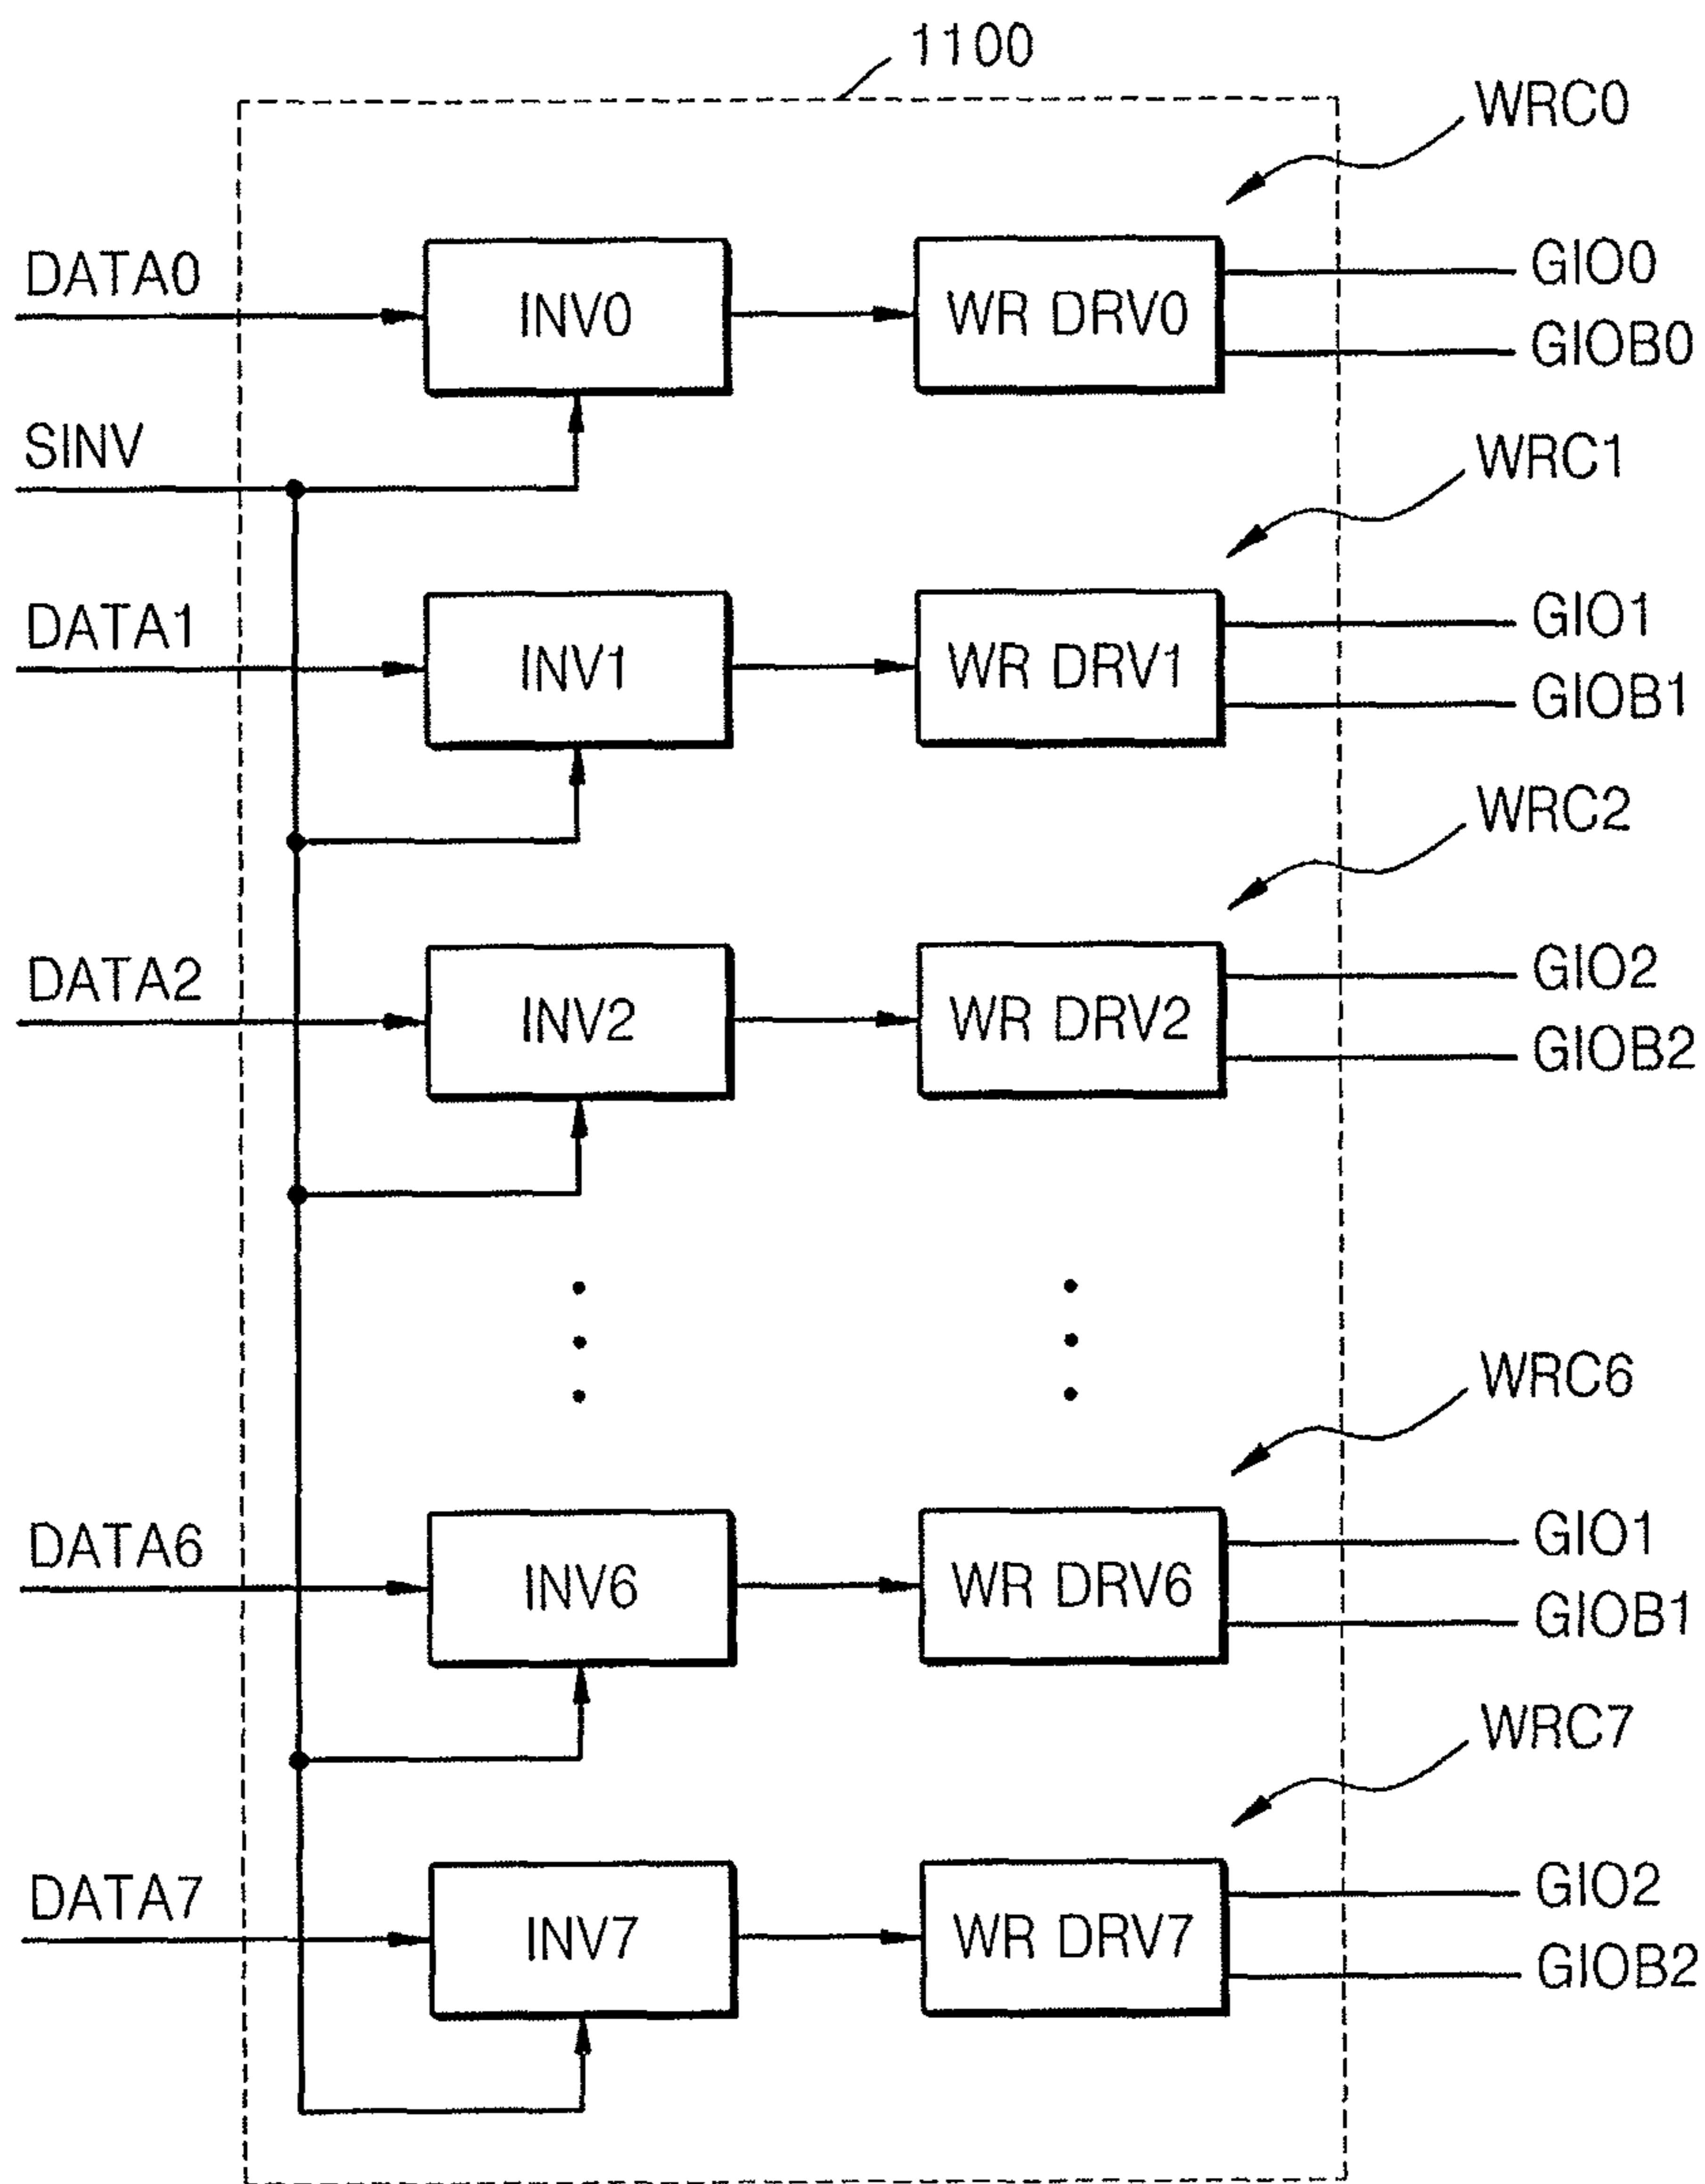 1100
WRC0
DATA0
INV0
WR DRV0
GIO0
GIOB0
SINV
WRC1
DATA1
INV1
WR DRV1
GIO1
GIOB1
WRC2
DATA2
INV2
WR DRV2
GIO2
GIOB2
WRC6
DATA6
INV6
WR DRV6
GIO1
GIOB1
WRC7
DATA7
INV7
WR DRV7
GIO2
GIOB2